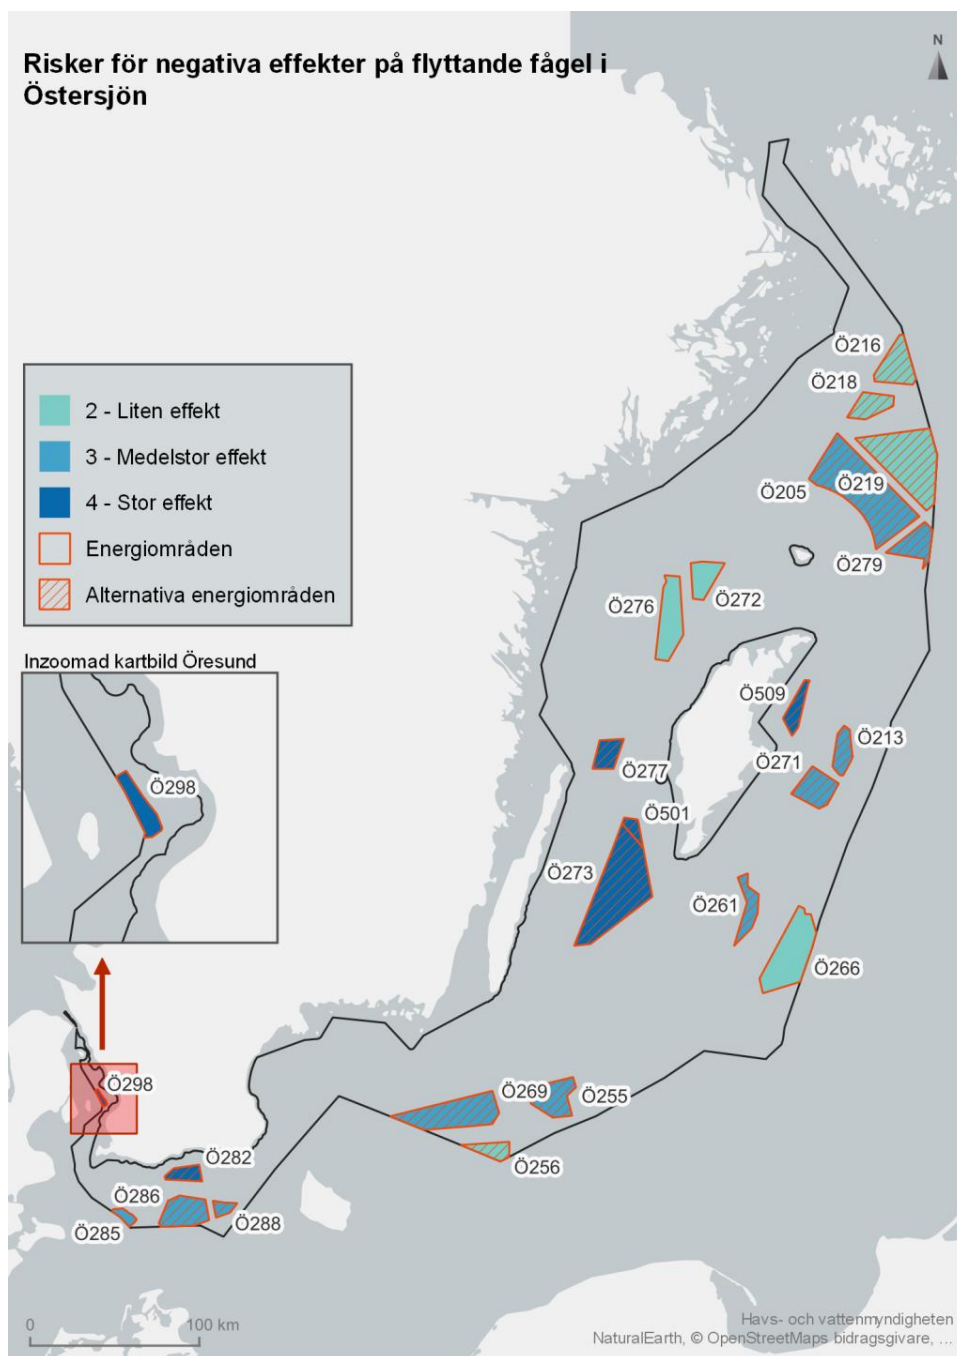 Risker för negativa effekter på flyttande fågel i
Östersjön
N
2 - Liten effekt
3 - Medelstor effekt
4 - Stor effekt
Energiområden
Alternativa energiområden
Inzoomad kartbild Öresund
Ö298
Ö216
Ö218
Ö219
Ö205
Ö279
Ö276
Ö272
Ö509
Ö213
Ö271
Ö277
Ö501
Ö273
Ö261
Ö266
Ö298
Ö269
Ö255
Ö256
Ö282
Ö286
Ö285
Ö288
0
100 km
Havs- och vattenmyndigheten
NaturalEarth, © OpenStreetMaps bidragsgivare, ...